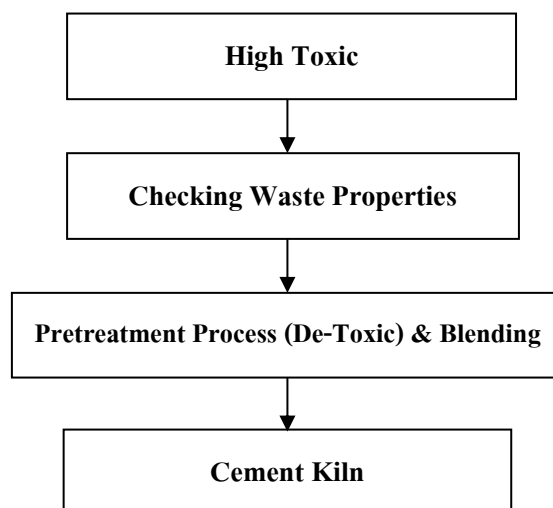 High Toxic
Checking Waste Properties
Pretreatment Process (De-Toxic) & Blending
Cement Kiln